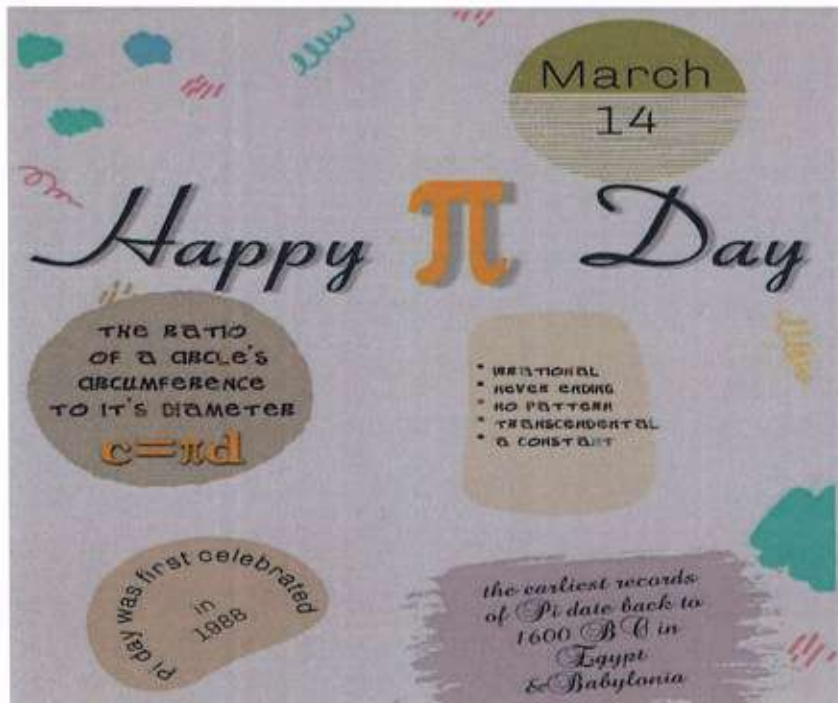 March
14
Happy π Day
THE RATIO
OF A CIRCLE'S
CIRCUMFERENCE
TO IT'S DIAMETER
c=πd
* IRRATIONAL
* NEVER ENDING
* NO PATTERN
* TRANSCENDENTAL
* A CONSTANT
Pi day was first celebrated
in
1988
the earliest records
of Pi date back to
1600 B C in
Egypt
& Babylonia